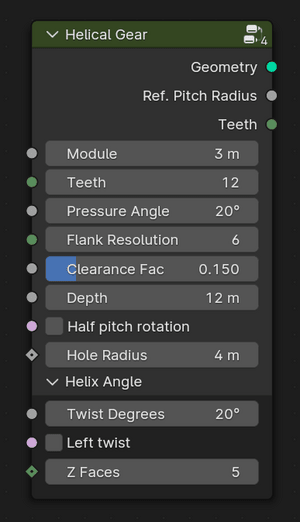 Helical Gear 4
Geometry
Ref. Pitch Radius
Teeth
Module 3 m
Teeth 12
Pressure Angle 20°
Flank Resolution 6
Clearance Fac 0.150
Depth 12 m
Half pitch rotation
Hole Radius 4 m
Helix Angle
Twist Degrees 20°
Left twist
Z Faces 5